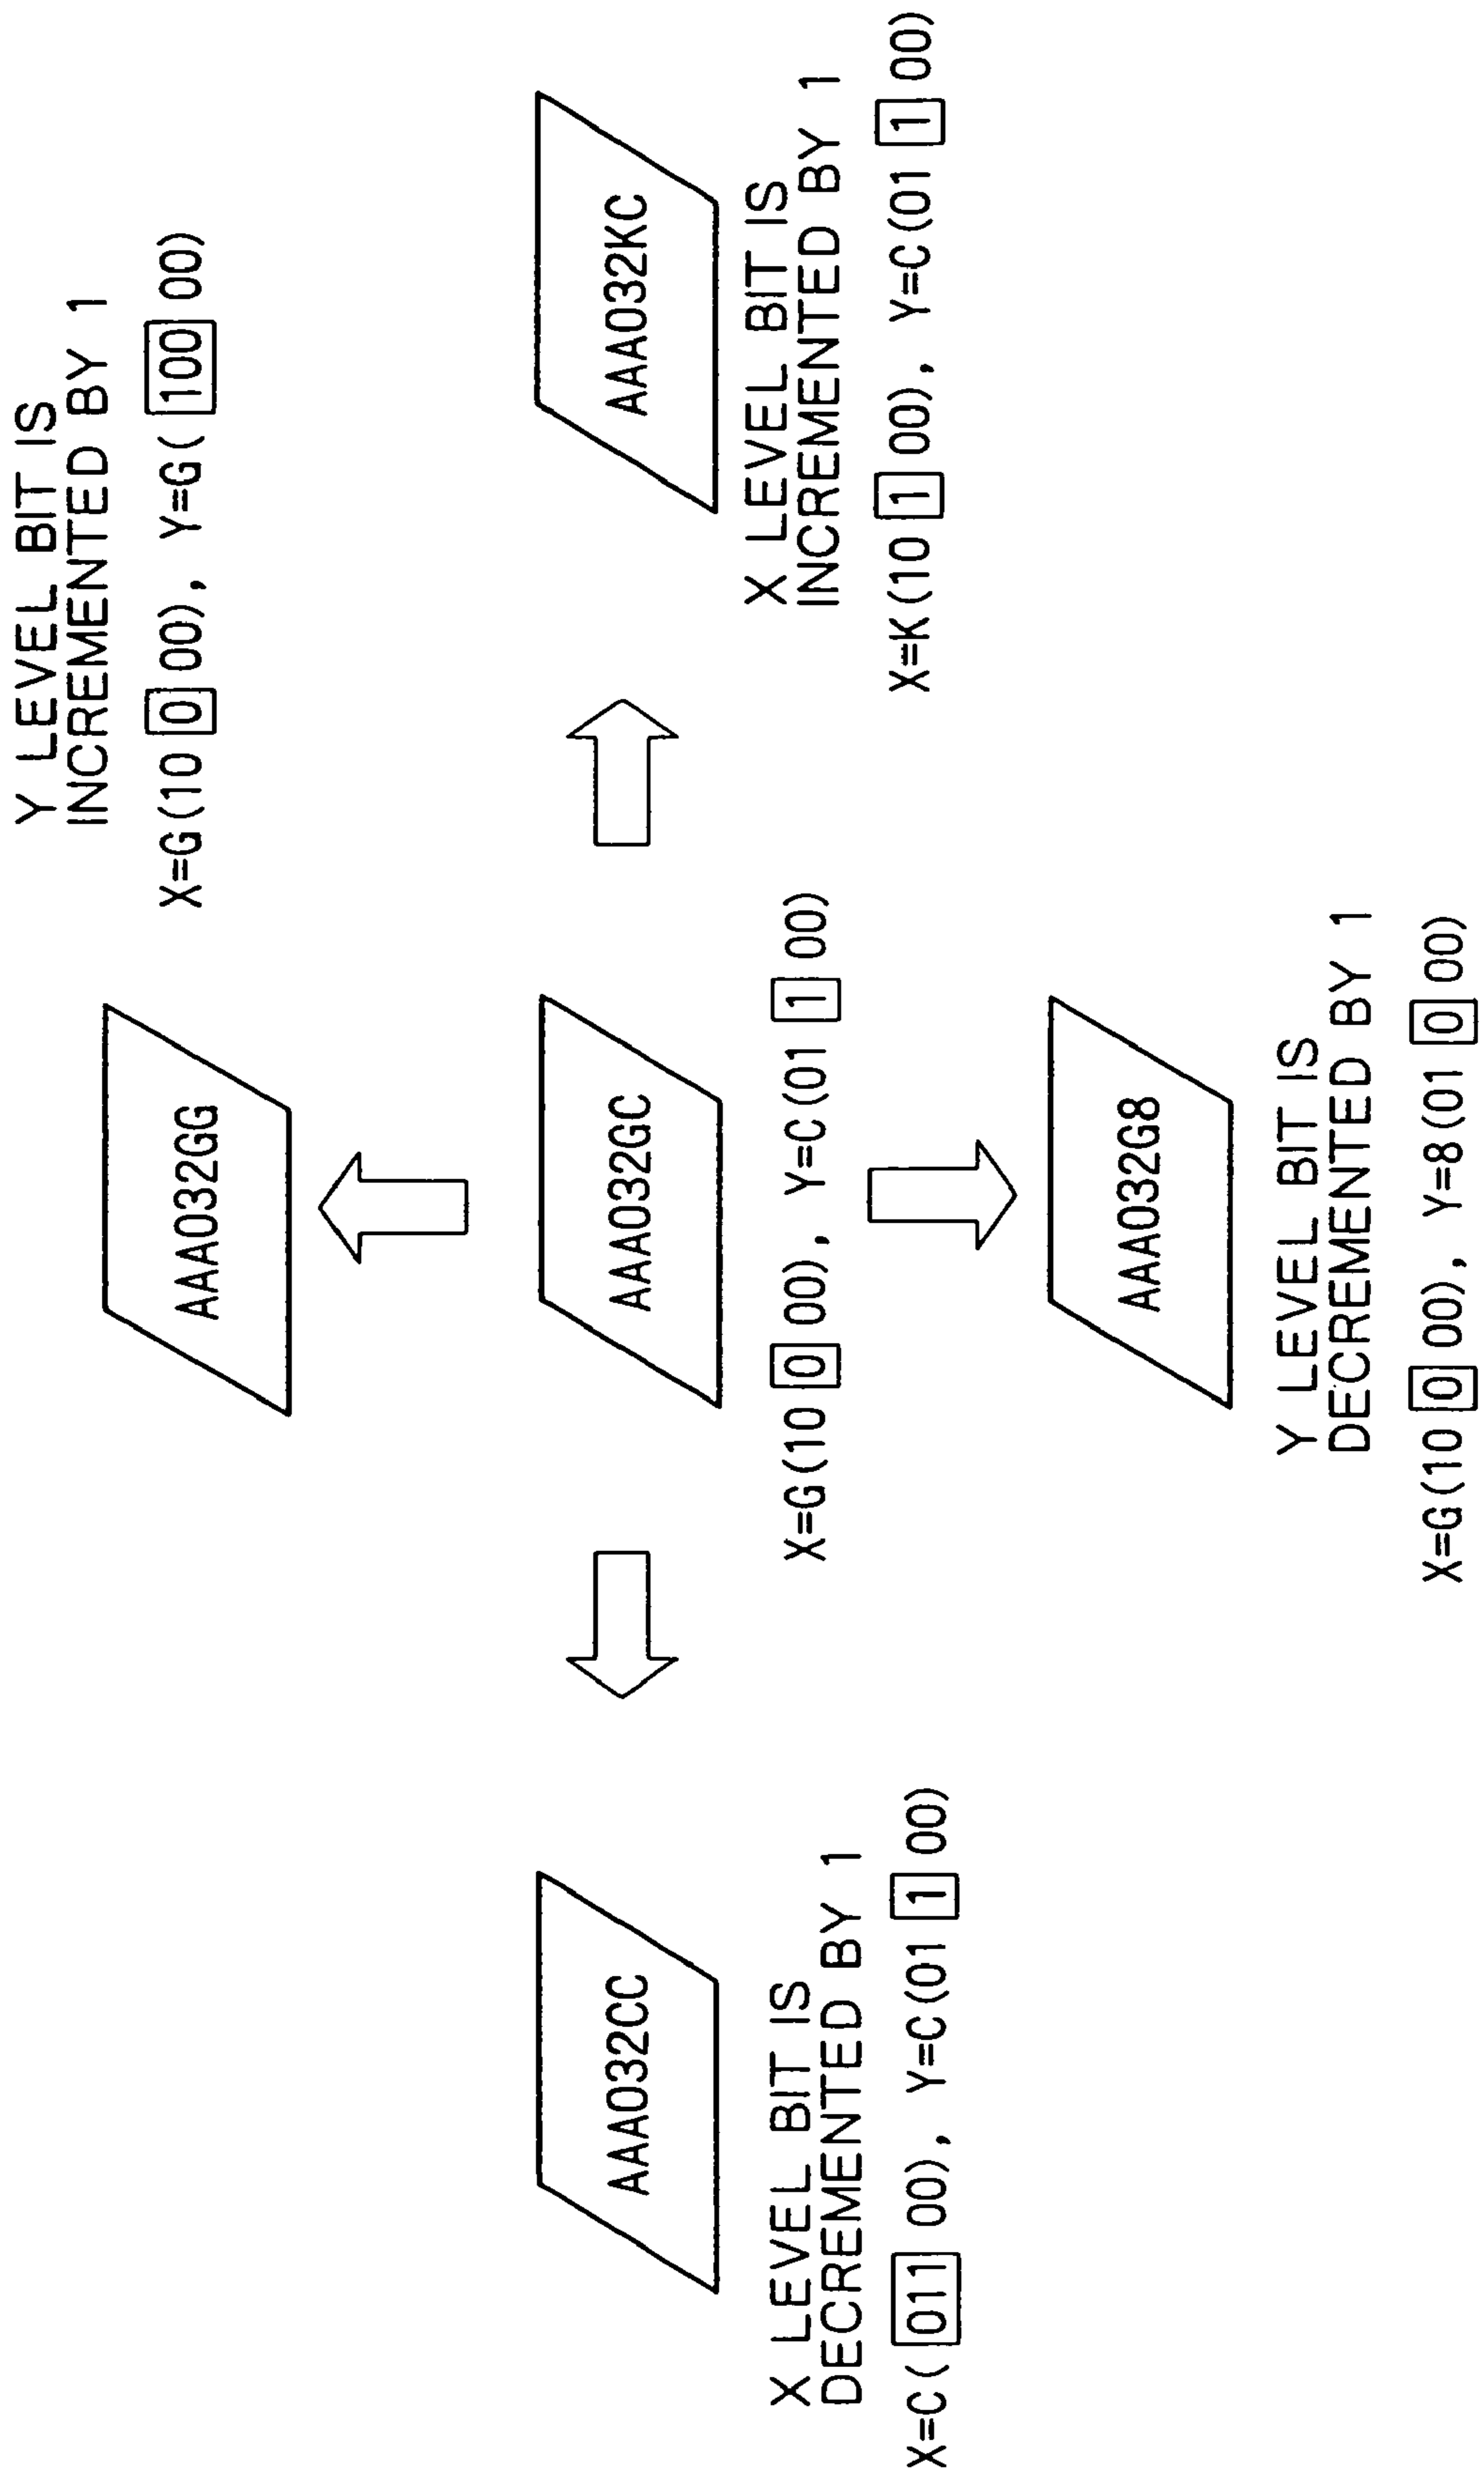 Y LEVEL BIT IS
INCREMENTED BY 1
X=G(10 0 00), Y=G(100 00)
AAA032GG
AAA032CC
X LEVEL BIT IS
DECREMENTED BY 1
X=C(011 00), Y=C(01 1 00)
AAA032GC
X=G(10 0 00), Y=C(01 1 00)
AAA032KC
X LEVEL BIT IS
INCREMENTED BY 1
X=K(10 1 00), Y=C(01 1 00)
AAA032G8
Y LEVEL BIT IS
DECREMENTED BY 1
X=G(10 0 00), Y=8(01 0 00)